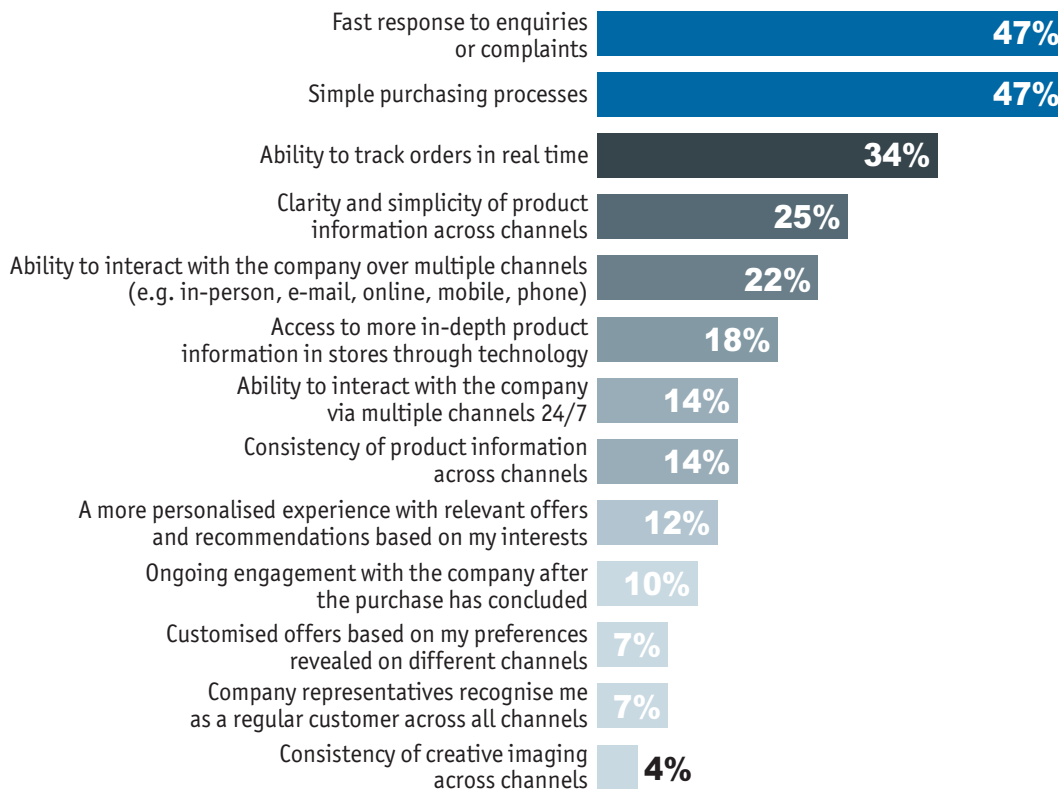 Fast response to enquiries
or complaints
47%
Simple purchasing processes
47%
Ability to track orders in real time
34%
Clarity and simplicity of product
information across channels
25%
Ability to interact with the company over multiple channels
(e.g. in-person, e-mail, online, mobile, phone)
22%
Access to more in-depth product
information in stores through technology
18%
Ability to interact with the company
via multiple channels 24/7
14%
Consistency of product information
across channels
14%
A more personalised experience with relevant offers
and recommendations based on my interests
12%
Ongoing engagement with the company after
the purchase has concluded
10%
Customised offers based on my preferences
revealed on different channels
7%
Company representatives recognise me
as a regular customer across all channels
7%
Consistency of creative imaging
across channels
4%